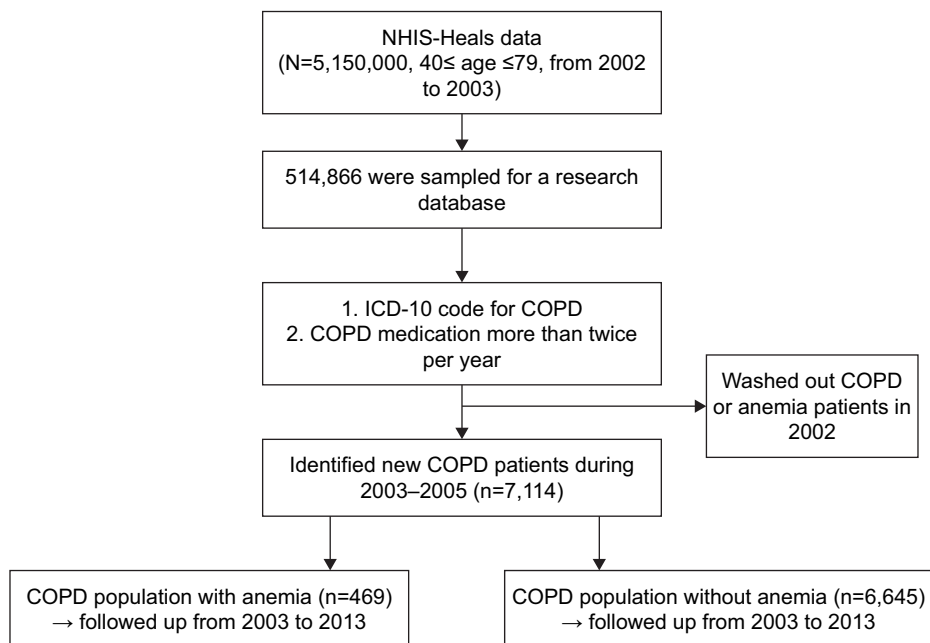 NHIS-Heals data
(N=5,150,000, 40≤ age ≤79, from 2002
to 2003)
514,866 were sampled for a research
database
1. ICD-10 code for COPD
2. COPD medication more than twice
per year
Washed out COPD
or anemia patients in
2002
Identified new COPD patients during
2003–2005 (n=7,114)
COPD population with anemia (n=469)
→ followed up from 2003 to 2013
COPD population without anemia (n=6,645)
→ followed up from 2003 to 2013